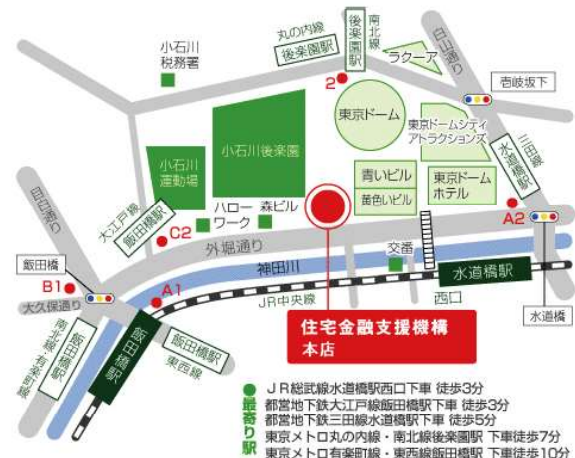 丸の内線
後楽園駅
後楽園駅
南北線
白山通り
小石川
税務署
ラクーア
壱岐坂下
2
東京ドーム
東京ドームシティ
アトラクションズ
小石川後楽園
小石川
運動場
三田線
水道橋駅
青いビル
黄色いビル
東京ドーム
ホテル
目白通り
大江戸線
飯田橋駅
ハロー
ワーク
森ビル
C2
A2
外堀通り
飯田橋
神田川
交番
水道橋駅
B1
A1
大久保通り
JR中央線
西口
水道橋
南北線・有楽町線
飯田橋駅
飯田橋駅
飯田橋駅
東西線
住宅金融支援機構
本店
●最寄り駅
JR総武線水道橋駅西口下車 徒歩3分
都営地下鉄大江戸線飯田橋駅下車 徒歩3分
都営地下鉄三田線水道橋駅下車 徒歩5分
東京メトロ丸の内線・南北線後楽園駅 下車徒歩7分
東京メトロ有楽町線・東西線飯田橋駅 下車徒歩10分